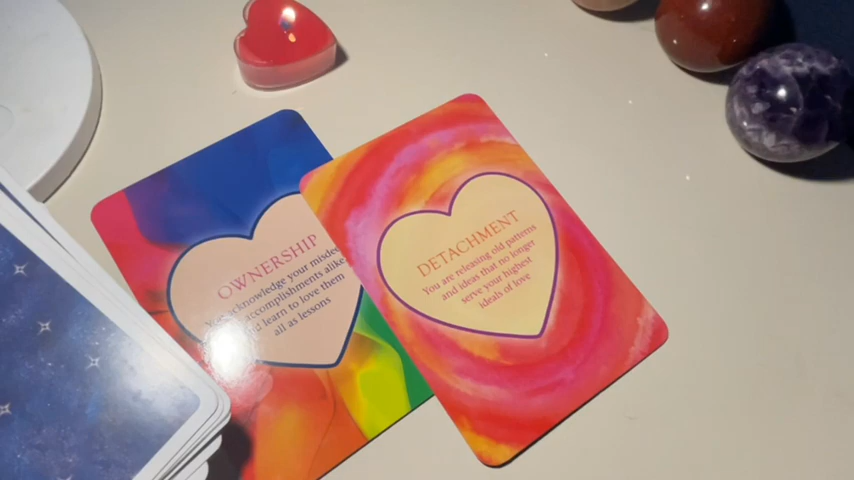 OWNERSHIP
acknowledge your
accomplishments alike
learn to love them
all as lessons
DETACHMENT
You are releasing old patterns
and ideas that no longer
serve your highest
ideals of love